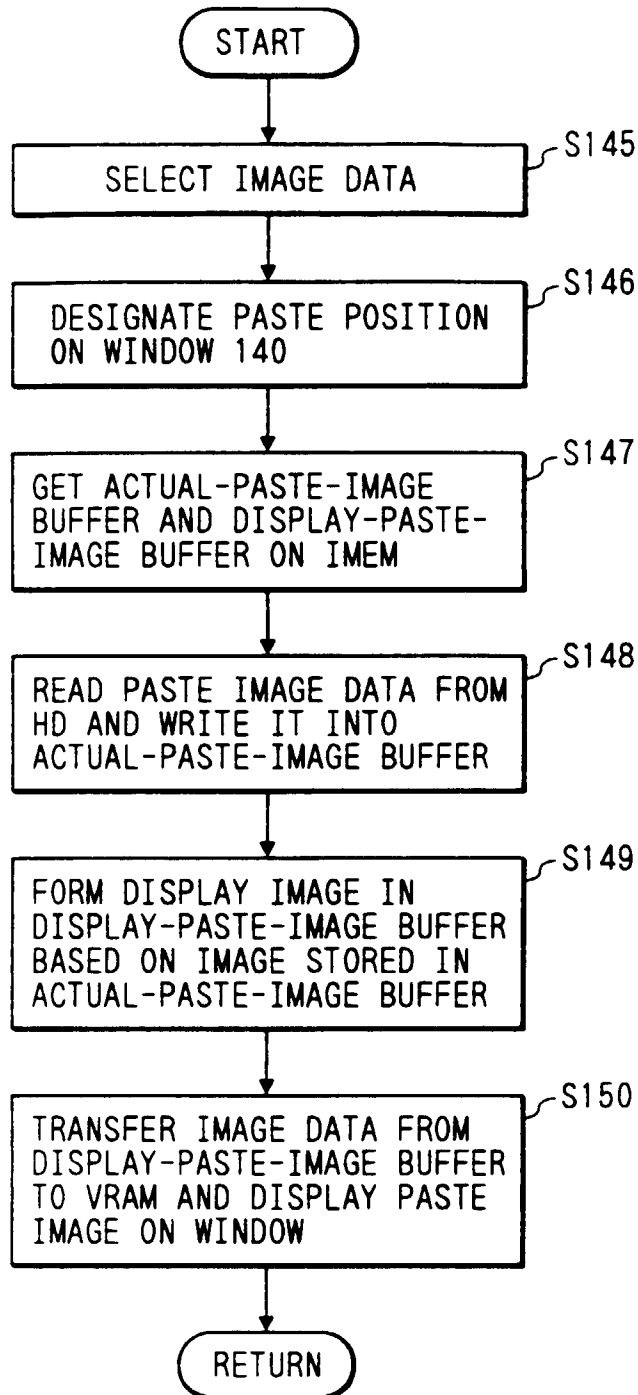 START
S145
SELECT IMAGE DATA
S146
DESIGNATE PASTE POSITION
ON WINDOW 140
S147
GET ACTUAL-PASTE-IMAGE
BUFFER AND DISPLAY-PASTE-
IMAGE BUFFER ON IMEM
S148
READ PASTE IMAGE DATA FROM
HD AND WRITE IT INTO
ACTUAL-PASTE-IMAGE BUFFER
S149
FORM DISPLAY IMAGE IN
DISPLAY-PASTE-IMAGE BUFFER
BASED ON IMAGE STORED IN
ACTUAL-PASTE-IMAGE BUFFER
S150
TRANSFER IMAGE DATA FROM
DISPLAY-PASTE-IMAGE BUFFER
TO VRAM AND DISPLAY PASTE
IMAGE ON WINDOW
RETURN